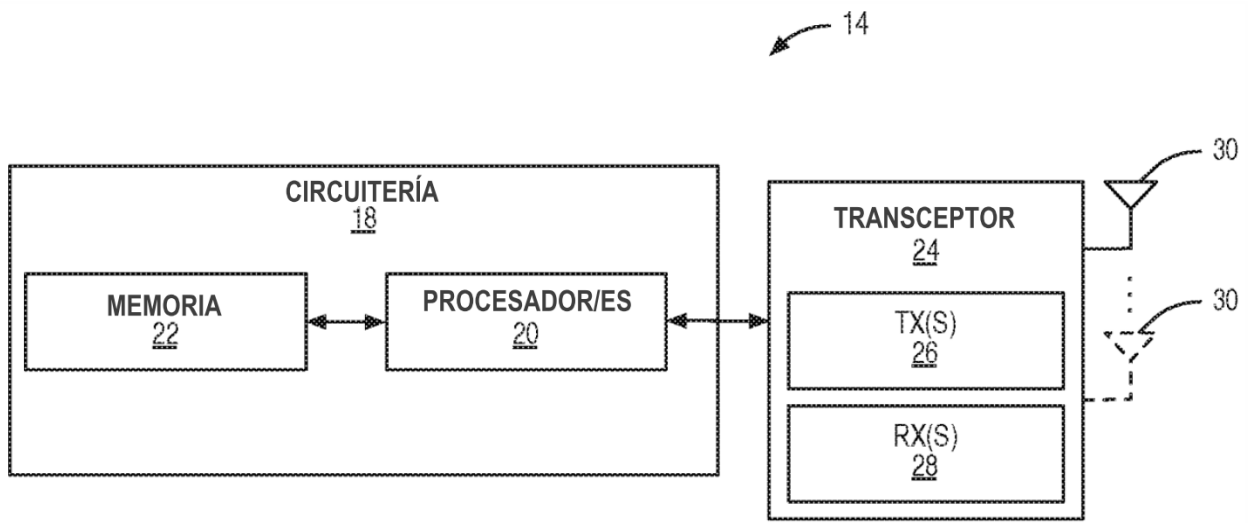 14
30
CIRCUITERÍA
18
TRANSCEPTOR
24
MEMORIA
22
PROCESADOR/ES
20
TX(S)
26
30
RX(S)
28